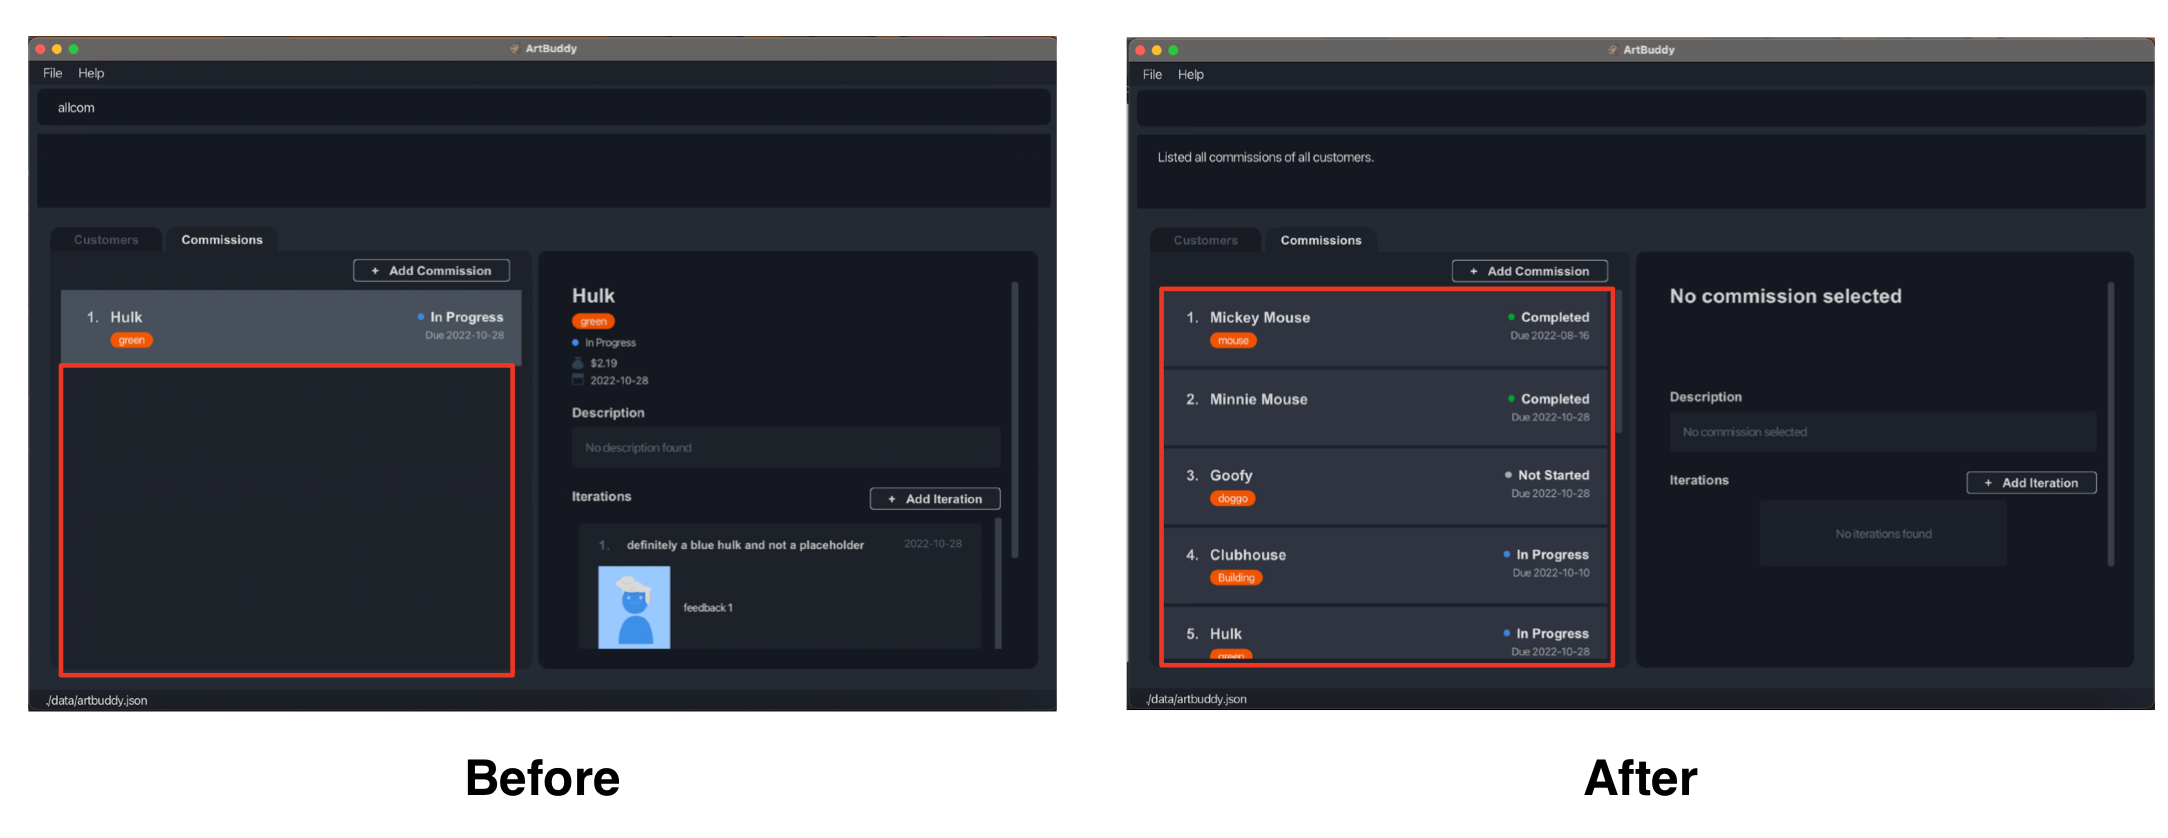 ArtBuddy
File Help
allcom
Customers Commissions
+ Add Commission
1. Hulk In Progress
green Due 2022-10-28
Hulk
green
In Progress
$2.19
2022-10-28
Description
No description found
Iterations + Add Iteration
1. definitely a blue hulk and not a placeholder 2022-10-28
feedback 1
./data/artbuddy.json
Before
ArtBuddy
File Help
Listed all commissions of all customers.
Customers Commissions
+ Add Commission
1. Mickey Mouse Completed
mouse Due 2022-08-16
2. Minnie Mouse Completed
Due 2022-10-28
3. Goofy Not Started
doggo Due 2022-10-28
4. Clubhouse In Progress
Building Due 2022-10-10
5. Hulk In Progress
green Due 2022-10-28
No commission selected
Description
No commission selected
Iterations + Add Iteration
No iterations found
./data/artbuddy.json
After